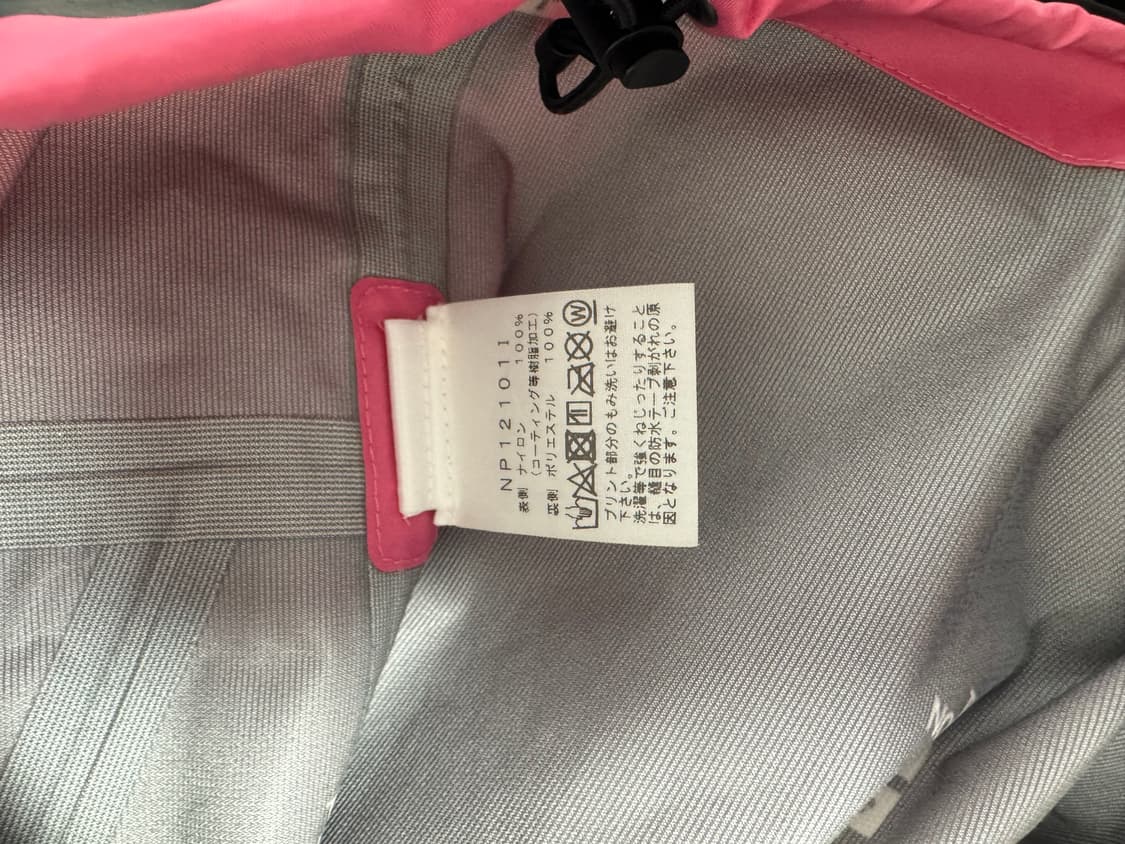 NP12101I
表側 ナイロン 100%
(コーティング等樹脂加工)
裏側 ポリエステル 100%
W
プリント部分のもみ洗いはお避け
下さい。
洗濯等で強くねじったりすること
は、縫目の防水テープ剥がれの原
因となります。ご注意下さい。
No.